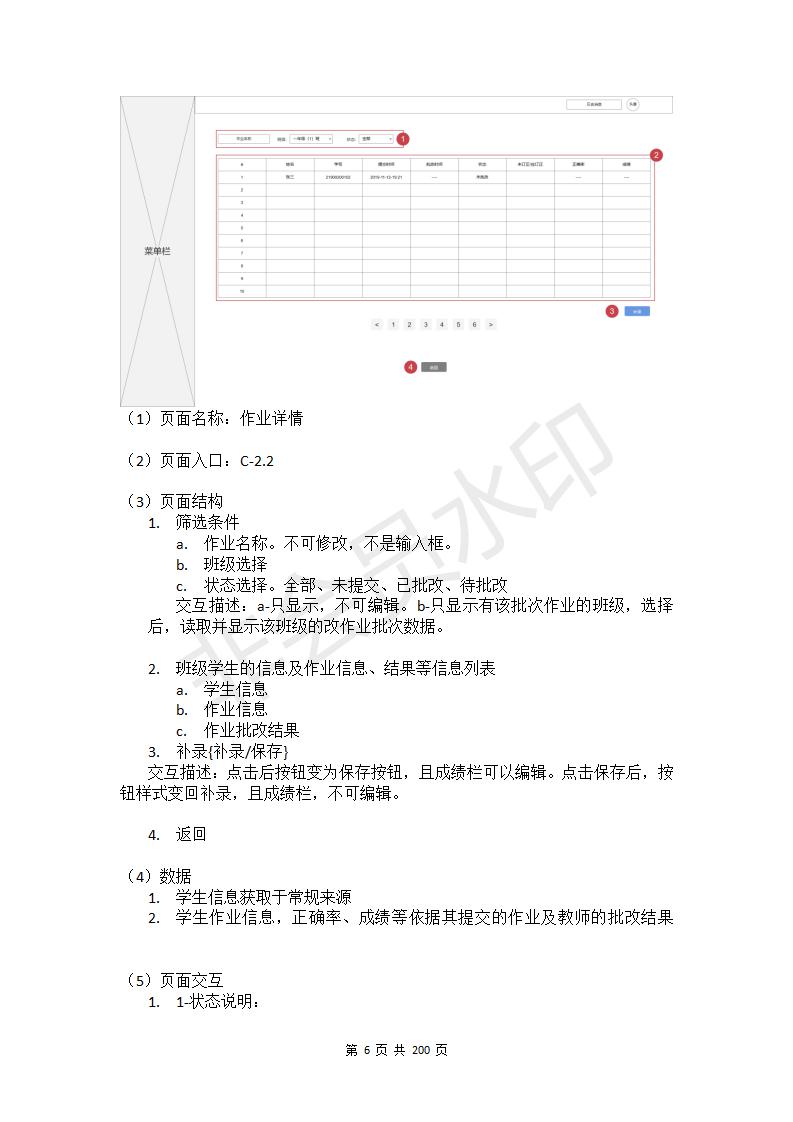 历史消息
头像
菜单栏
作业名称 班级: 一年级（1）班 状态: 全部 1
2
# 姓名 学号 提交时间 批改时间 状态 未订正/应订正 正确率 成绩
1 张三 2019-11-12-19:21 ---- 未批改 ---- ----
2
3
4
5
6
7
8
9
10
3 补录
< 1 2 3 4 5 6 >
4 返回
（1）页面名称：作业详情
（2）页面入口：C-2.2
（3）页面结构
1. 筛选条件
a. 作业名称。不可修改，不是输入框。
b. 班级选择
c. 状态选择。全部、未提交、已批改、待批改
交互描述：a-只显示，不可编辑。b-只显示有该批次作业的班级，选择
后，读取并显示该班级的改作业批次数据。
2. 班级学生的信息及作业信息、结果等信息列表
a. 学生信息
b. 作业信息
c. 作业批改结果
3. 补录{补录/保存}
交互描述：点击后按钮变为保存按钮，且成绩栏可以编辑。点击保存后，按
钮样式变回补录，且成绩栏，不可编辑。
4. 返回
（4）数据
1. 学生信息获取于常规来源
2. 学生作业信息，正确率、成绩等依据其提交的作业及教师的批改结果
（5）页面交互
1. 1-状态说明：
第 6 页 共 200 页
非会员水印